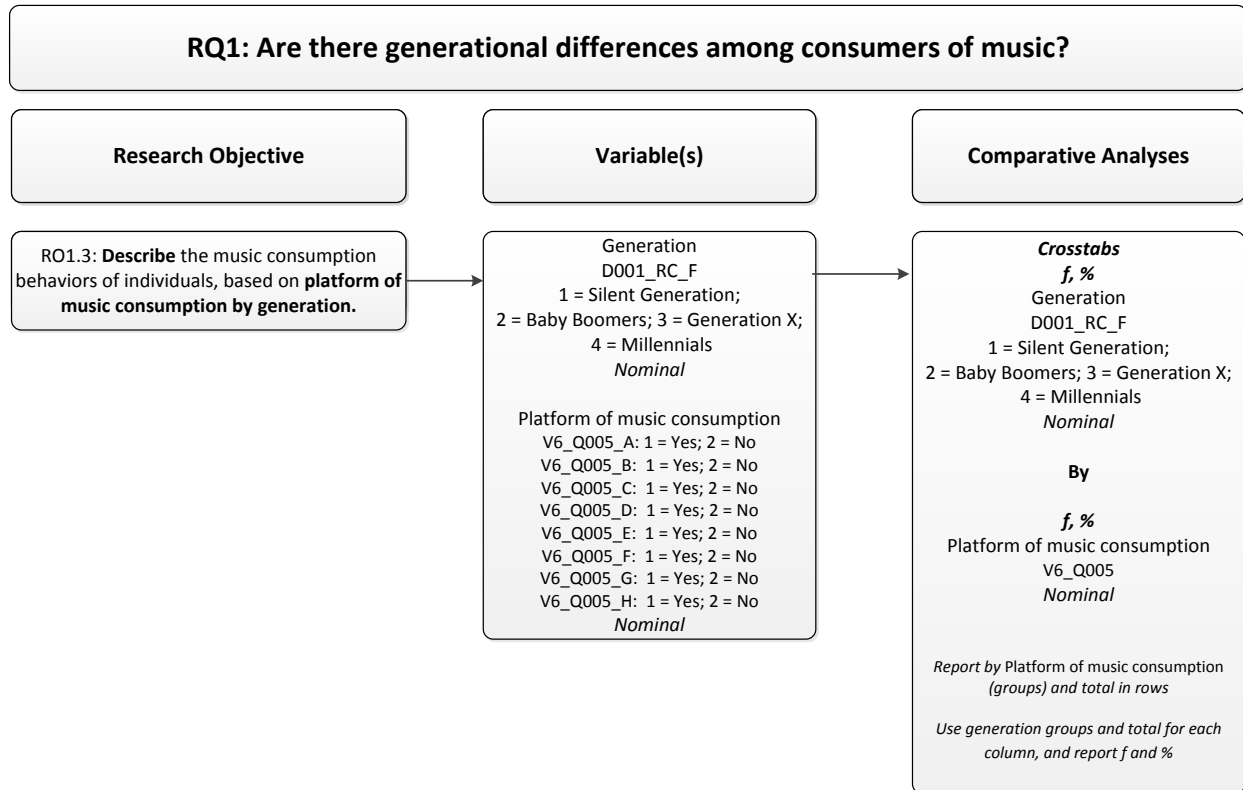 RQ1: Are there generational differences among consumers of music?
Research Objective
Variable(s)
Comparative Analyses
RO1.3: Describe the music consumption
behaviors of individuals, based on platform of
music consumption by generation.
Generation
D001_RC_F
1 = Silent Generation;
2 = Baby Boomers; 3 = Generation X;
4 = Millennials
Nominal
Platform of music consumption
V6_Q005_A: 1 = Yes; 2 = No
V6_Q005_B: 1 = Yes; 2 = No
V6_Q005_C: 1 = Yes; 2 = No
V6_Q005_D: 1 = Yes; 2 = No
V6_Q005_E: 1 = Yes; 2 = No
V6_Q005_F: 1 = Yes; 2 = No
V6_Q005_G: 1 = Yes; 2 = No
V6_Q005_H: 1 = Yes; 2 = No
Nominal
Crosstabs
f, %
Generation
D001_RC_F
1 = Silent Generation;
2 = Baby Boomers; 3 = Generation X;
4 = Millennials
Nominal
By
f, %
Platform of music consumption
V6_Q005
Nominal
Report by Platform of music consumption
(groups) and total in rows
Use generation groups and total for each
column, and report f and %